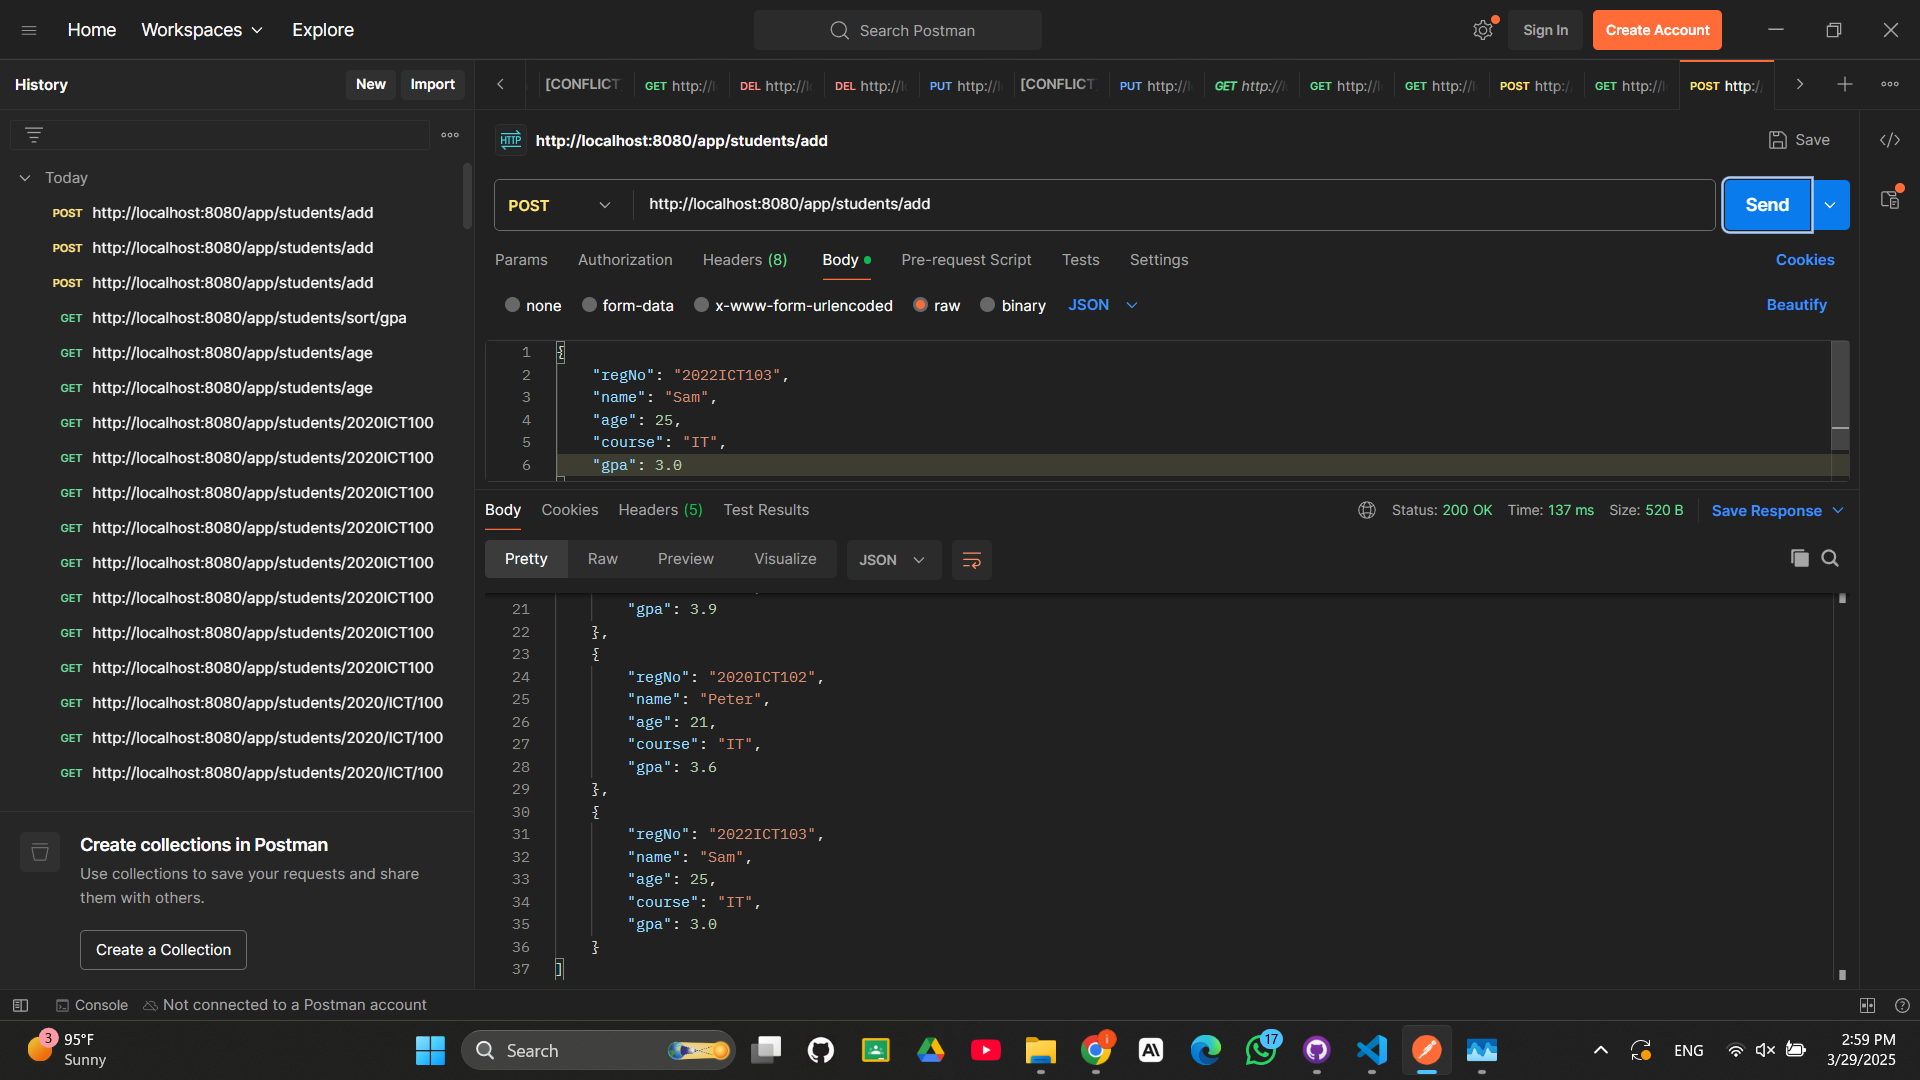 Home
Workspaces
Explore
Search Postman
Sign In
Create Account
History
New
Import
[CONFLICT
GET http://l
DEL http://l
DEL http://l
PUT http://l
[CONFLICT
PUT http://l
GET http://l
GET http://l
GET http://l
POST http:/
GET http://l
POST http:/
HTTP
http://localhost:8080/app/students/add
Save
Today
POST http://localhost:8080/app/students/add
POST http://localhost:8080/app/students/add
POST http://localhost:8080/app/students/add
GET http://localhost:8080/app/students/sort/gpa
GET http://localhost:8080/app/students/age
GET http://localhost:8080/app/students/age
GET http://localhost:8080/app/students/2020ICT100
GET http://localhost:8080/app/students/2020ICT100
GET http://localhost:8080/app/students/2020ICT100
GET http://localhost:8080/app/students/2020ICT100
GET http://localhost:8080/app/students/2020ICT100
GET http://localhost:8080/app/students/2020ICT100
GET http://localhost:8080/app/students/2020ICT100
GET http://localhost:8080/app/students/2020ICT100
GET http://localhost:8080/app/students/2020/ICT/100
GET http://localhost:8080/app/students/2020/ICT/100
GET http://localhost:8080/app/students/2020/ICT/100
Create collections in Postman
Use collections to save your requests and share
them with others.
Create a Collection
POST
http://localhost:8080/app/students/add
Send
Params
Authorization
Headers (8)
Body
Pre-request Script
Tests
Settings
Cookies
none
form-data
x-www-form-urlencoded
raw
binary
JSON
Beautify
1 {
2 "regNo": "2022ICT103",
3 "name": "Sam",
4 "age": 25,
5 "course": "IT",
6 "gpa": 3.0
Body
Cookies
Headers (5)
Test Results
Status: 200 OK
Time: 137 ms
Size: 520 B
Save Response
Pretty
Raw
Preview
Visualize
JSON
21 "gpa": 3.9
22 },
23 {
24 "regNo": "2020ICT102",
25 "name": "Peter",
26 "age": 21,
27 "course": "IT",
28 "gpa": 3.6
29 },
30 {
31 "regNo": "2022ICT103",
32 "name": "Sam",
33 "age": 25,
34 "course": "IT",
35 "gpa": 3.0
36 }
37 ]
Console
Not connected to a Postman account
3
95°F
Sunny
Search
17
ENG
2:59 PM
3/29/2025